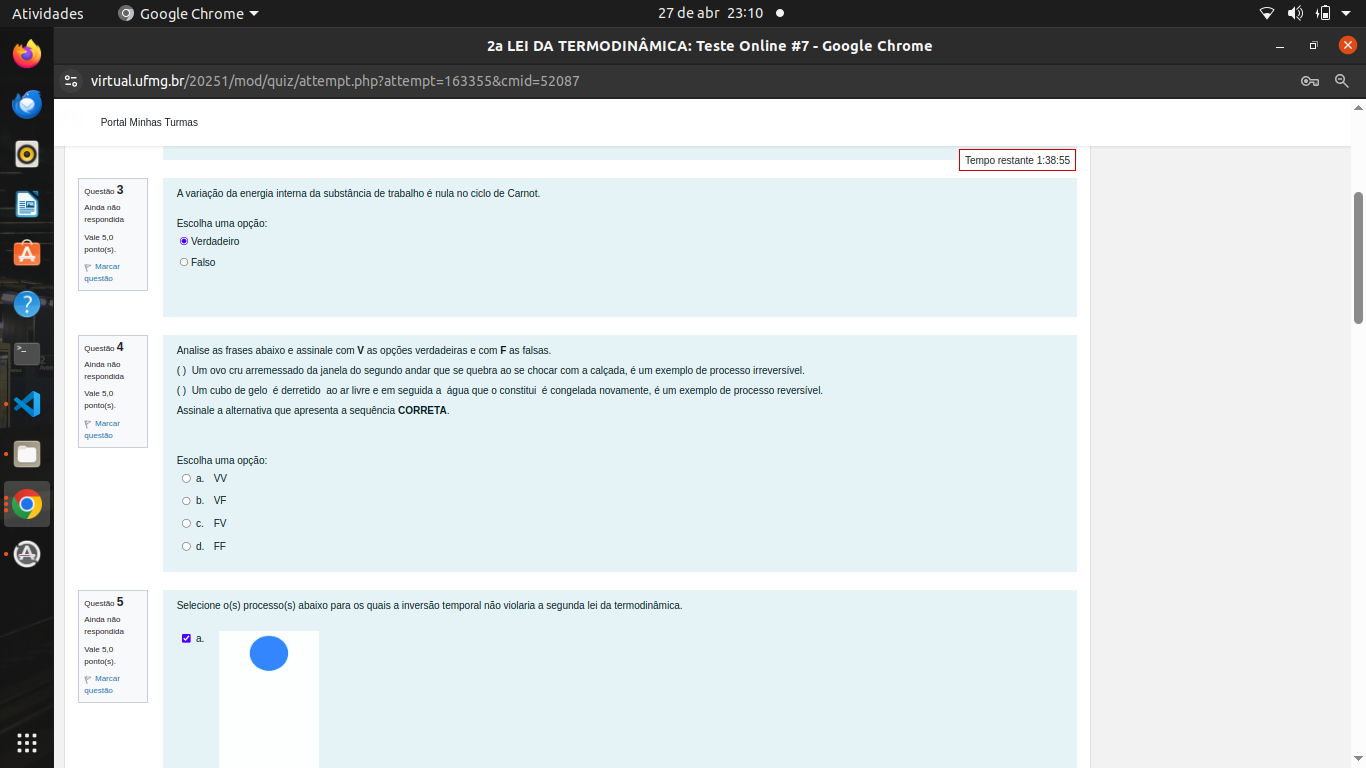 Atividades
Google Chrome
27 de abr 23:10
2a LEI DA TERMODINÂMICA: Teste Online #7 - Google Chrome
virtual.ufmg.br/20251/mod/quiz/attempt.php?attempt=163355&cmid=52087
Portal Minhas Turmas
Tempo restante 1:38:55
Questão 3
Ainda não
respondida
Vale 5,0
ponto(s).
Marcar
questão
A variação da energia interna da substância de trabalho é nula no ciclo de Carnot.
Escolha uma opção:
Verdadeiro
Falso
Questão 4
Ainda não
respondida
Vale 5,0
ponto(s).
Marcar
questão
Analise as frases abaixo e assinale com V as opções verdadeiras e com F as falsas.
( ) Um ovo cru arremessado da janela do segundo andar que se quebra ao se chocar com a calçada, é um exemplo de processo irreversível.
( ) Um cubo de gelo é derretido ao ar livre e em seguida a água que o constitui é congelada novamente, é um exemplo de processo reversível.
Assinale a alternativa que apresenta a sequência CORRETA.
Escolha uma opção:
a. VV
b. VF
c. FV
d. FF
Questão 5
Ainda não
respondida
Vale 5,0
ponto(s).
Marcar
questão
Selecione o(s) processo(s) abaixo para os quais a inversão temporal não violaria a segunda lei da termodinâmica.
a.